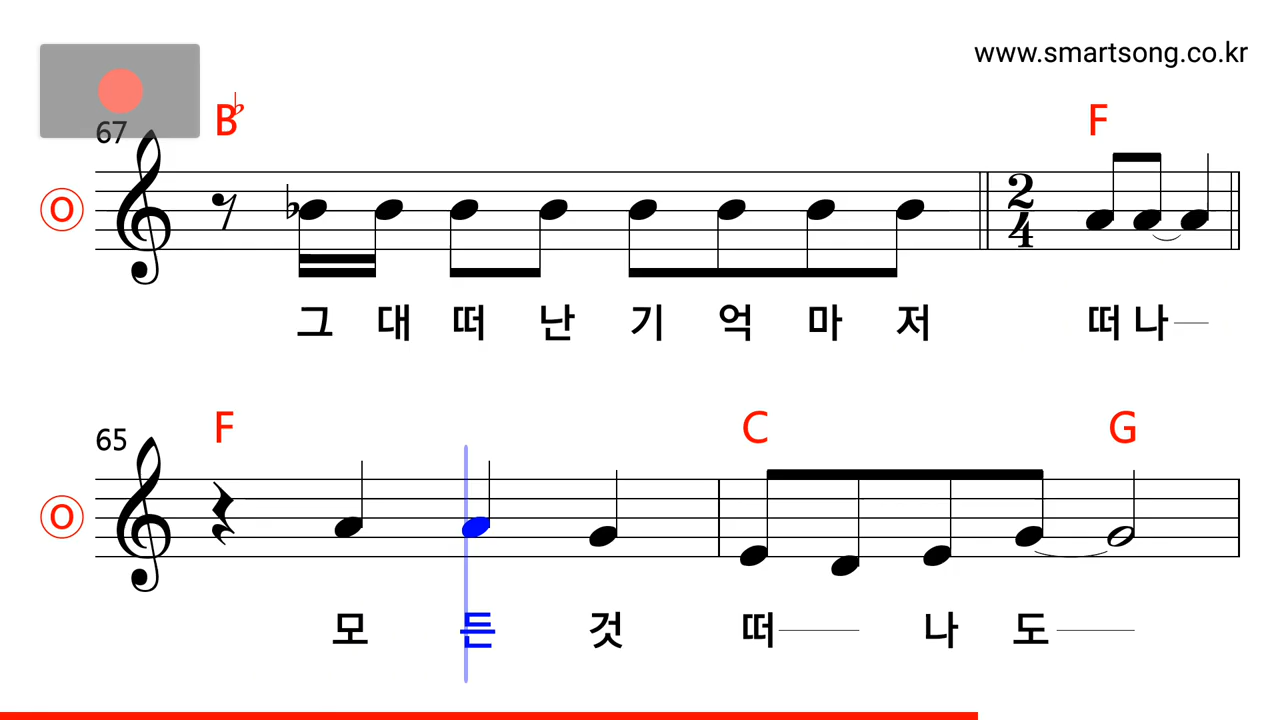 www.smartsong.co.kr
67
B♭ F
O
2
4
그 대 떠 난 기 억 마 저 떠 나
65
F C G
O
모 든 것 떠 나 도